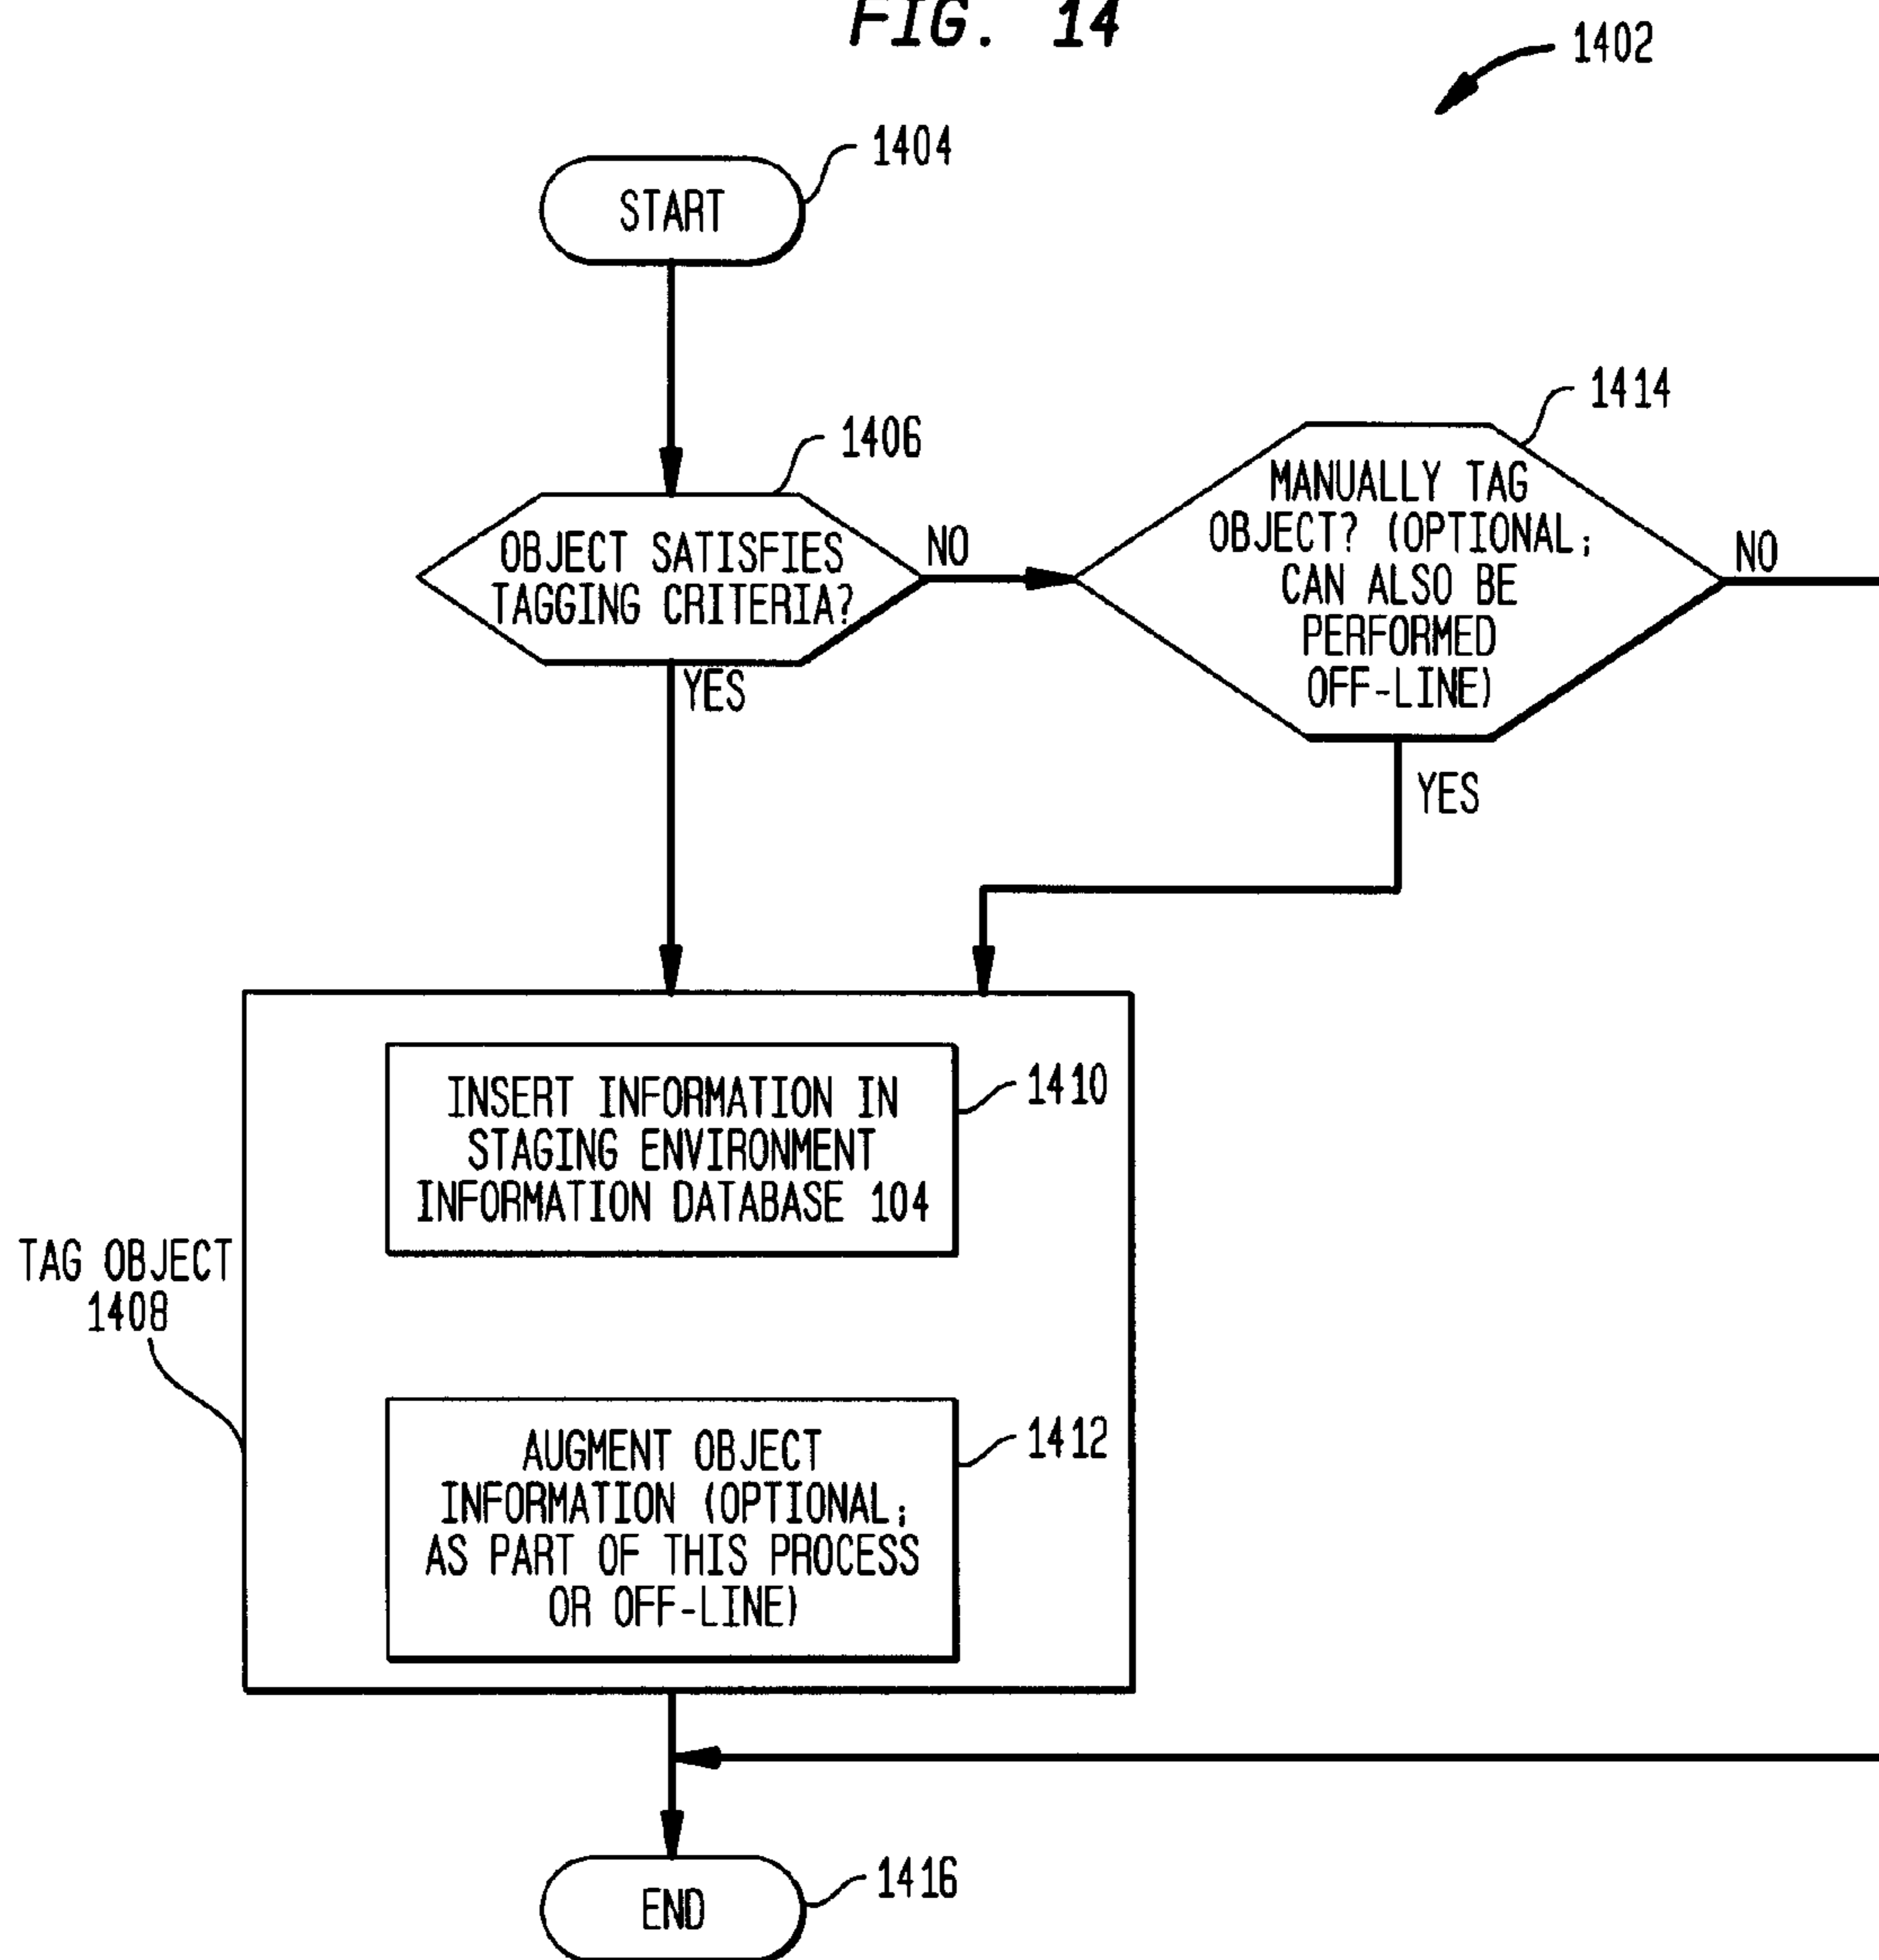 FIG. 14
1402
1404
START
1406
OBJECT SATISFIES
TAGGING CRITERIA?
NO
YES
1414
MANUALLY TAG
OBJECT? (OPTIONAL;
CAN ALSO BE
PERFORMED
OFF-LINE)
NO
YES
TAG OBJECT
1408
INSERT INFORMATION IN
STAGING ENVIRONMENT
INFORMATION DATABASE 104
1410
AUGMENT OBJECT
INFORMATION (OPTIONAL;
AS PART OF THIS PROCESS
OR OFF-LINE)
1412
END
1416